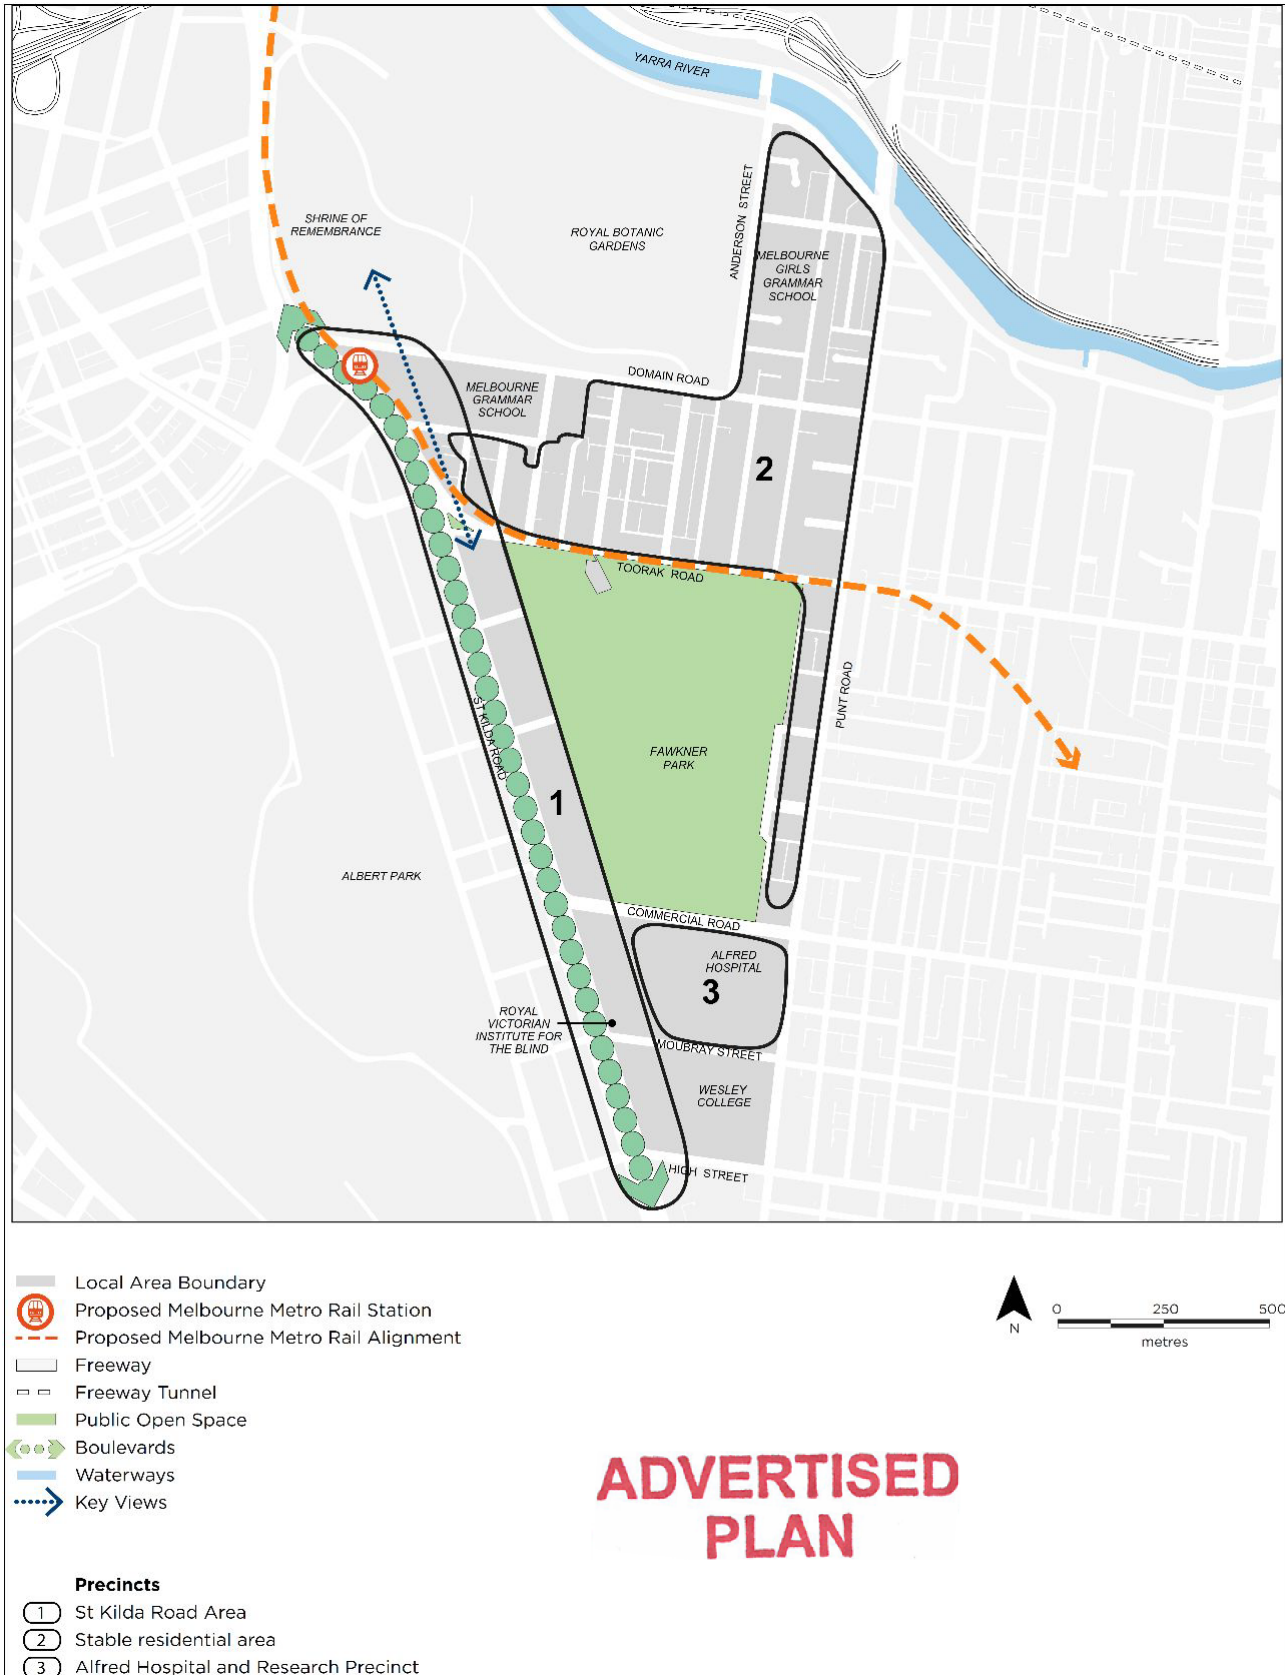 YARRA RIVER
ANDERSON STREET
SHRINE OF
REMEMBRANCE
ROYAL BOTANIC
GARDENS
MELBOURNE
GIRLS
GRAMMAR
SCHOOL
DOMAIN ROAD
MELBOURNE
GRAMMAR
SCHOOL
2
TOORAK ROAD
PUNT ROAD
ST KILDA ROAD
FAWKNER
PARK
1
ALBERT PARK
COMMERCIAL ROAD
ALFRED
HOSPITAL
3
ROYAL
VICTORIAN
INSTITUTE FOR
THE BLIND
MOUBRAY STREET
WESLEY
COLLEGE
HIGH STREET
Local Area Boundary
Proposed Melbourne Metro Rail Station
Proposed Melbourne Metro Rail Alignment
Freeway
Freeway Tunnel
Public Open Space
Boulevards
Waterways
Key Views
N
0 250 500
metres
ADVERTISED
PLAN
Precincts
1 St Kilda Road Area
2 Stable residential area
3 Alfred Hospital and Research Precinct